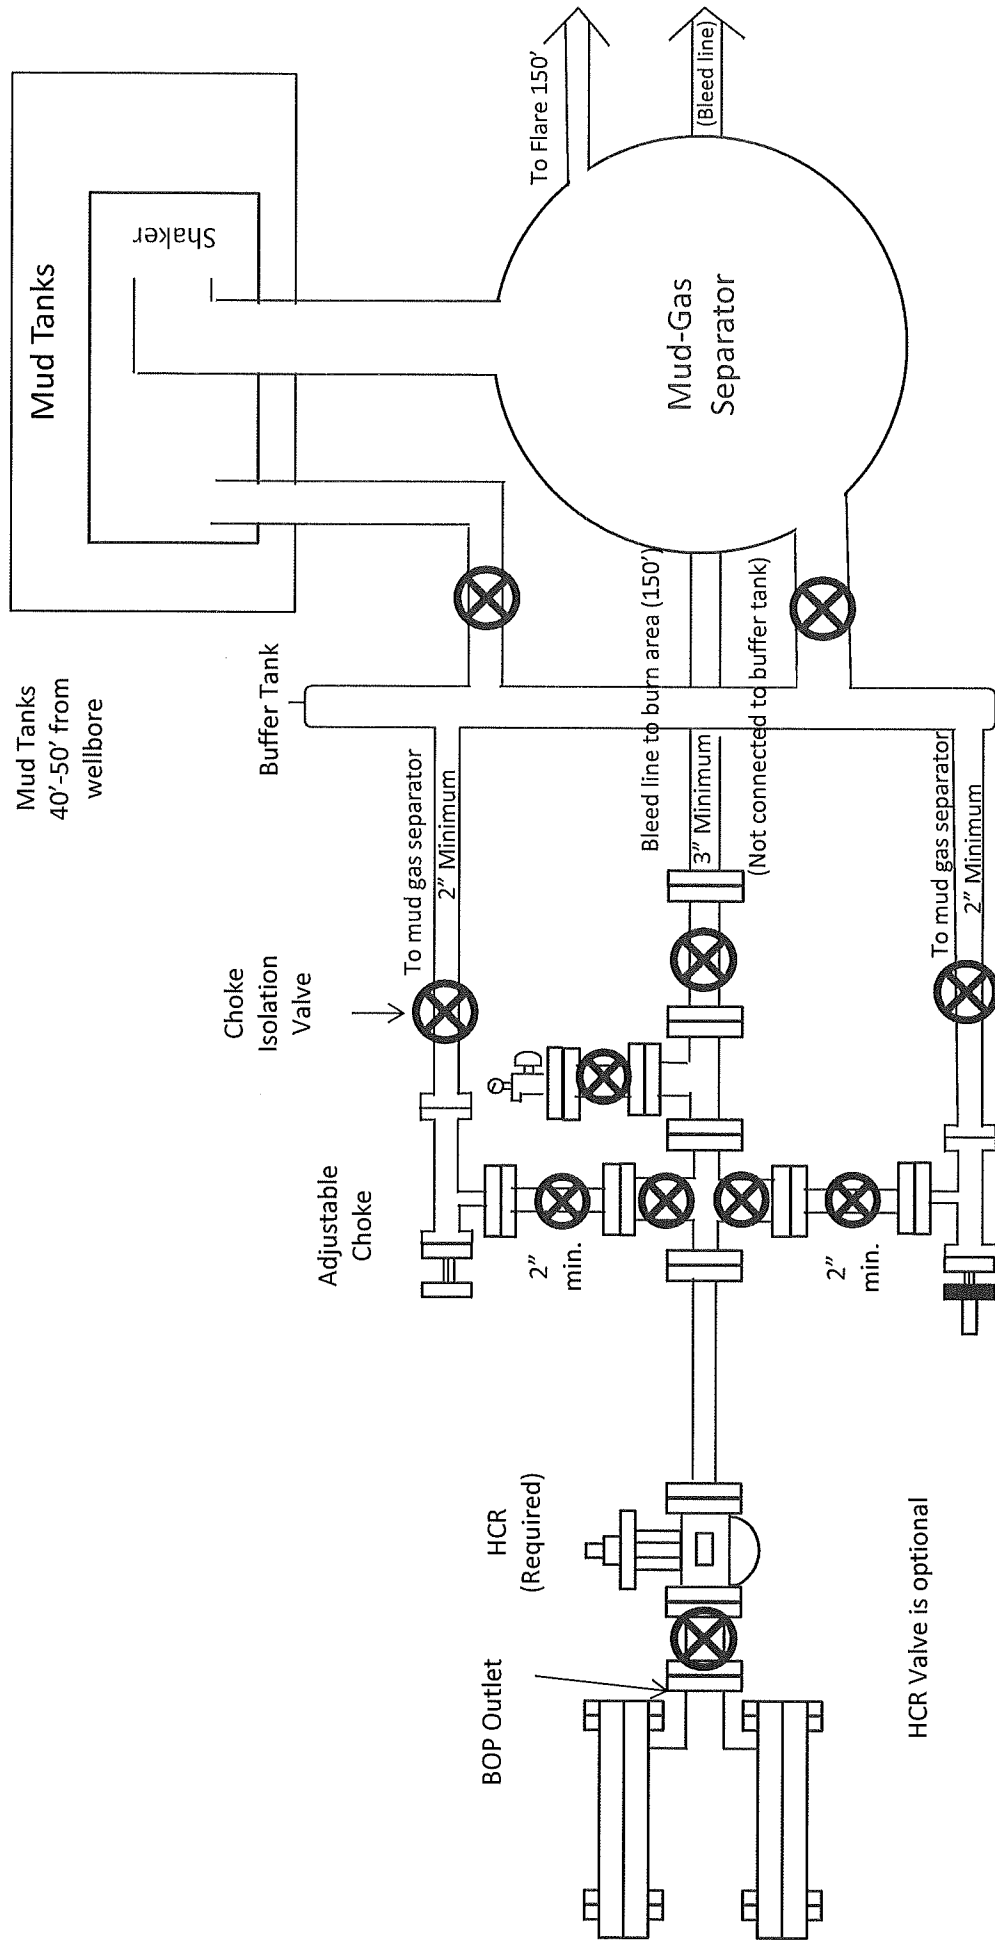 Mud Tanks
40'-50' from
wellbore
Mud Tanks
Shaker
Buffer Tank
To Flare 150'
(Bleed line)
Mud-Gas
Separator
Choke
Isolation
Valve
To mud gas separator
2" Minimum
Bleed line to burn area (150')
3" Minimum
(Not connected to buffer tank)
To mud gas separator
2" Minimum
Adjustable
Choke
2"
min.
2"
min.
HCR
(Required)
BOP Outlet
HCR Valve is optional